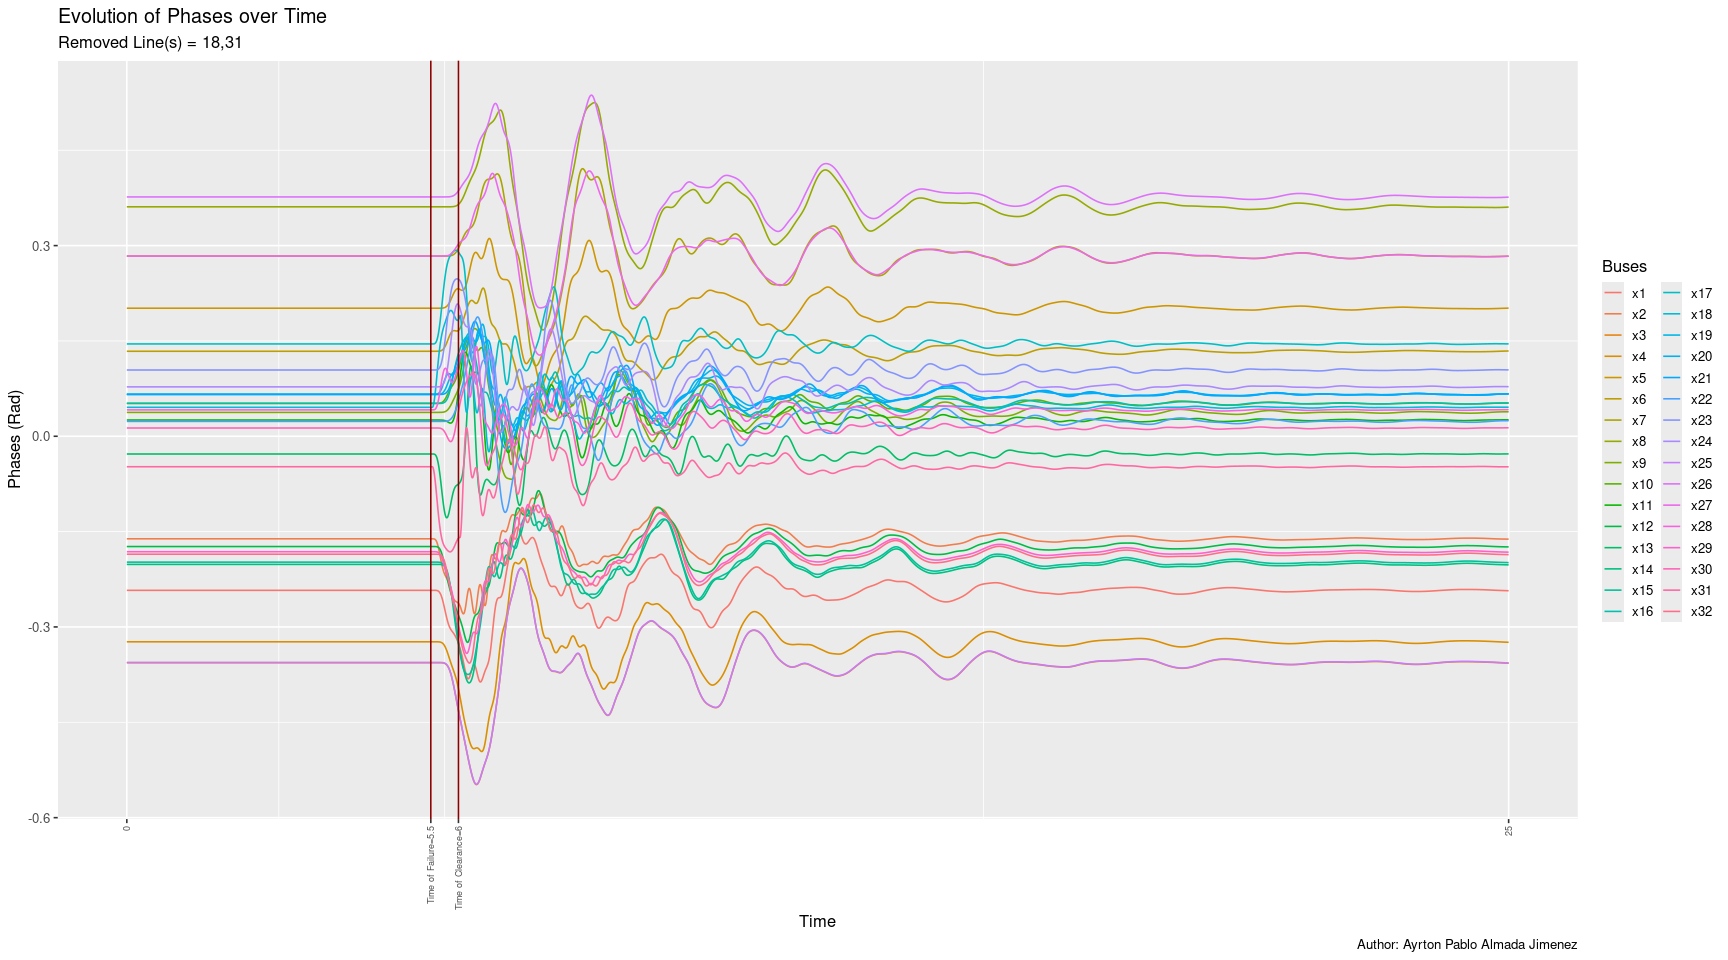 Evolution of Phases over Time
Removed Line(s) = 18,31
Phases (Rad)
0.3
0.0
-0.3
-0.6
0
Time of Failure=5.5
Time of Clearance=6
25
Time
Buses
x1 x17
x2 x18
x3 x19
x4 x20
x5 x21
x6 x22
x7 x23
x8 x24
x9 x25
x10 x26
x11 x27
x12 x28
x13 x29
x14 x30
x15 x31
x16 x32
Author: Ayrton Pablo Almada Jimenez